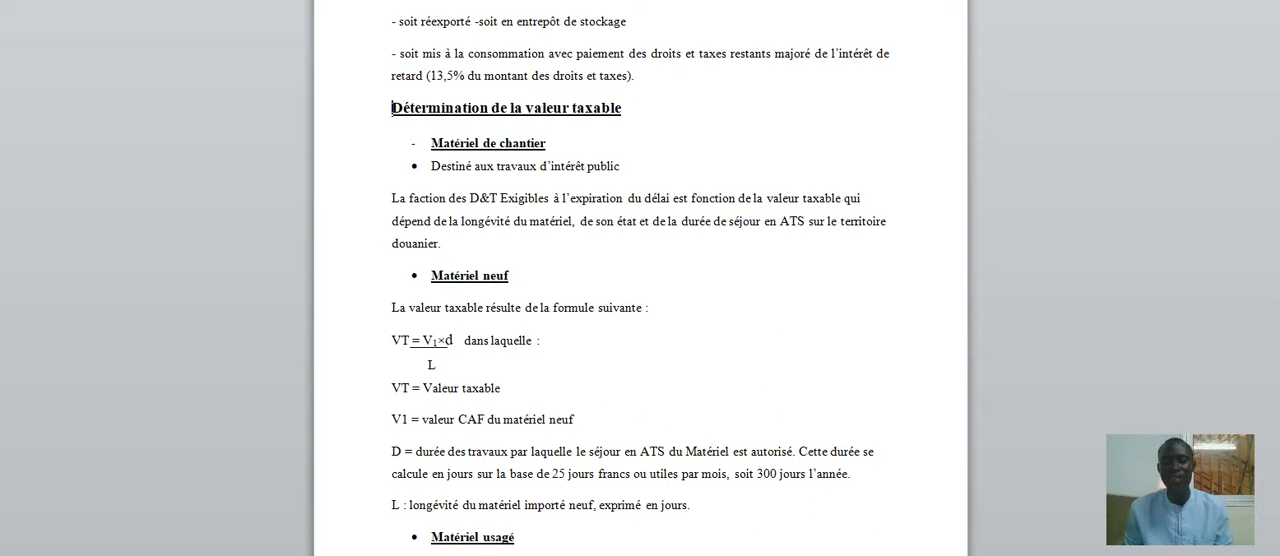 - soit réexporté -soit en entrepôt de stockage
- soit mis à la consommation avec paiement des droits et taxes restants majoré de l'intérêt de
retard (13,5% du montant des droits et taxes).
Détermination de la valeur taxable
- Matériel de chantier
• Destiné aux travaux d'intérêt public
La faction des D&T Exigibles à l'expiration du délai est fonction de la valeur taxable qui
dépend de la longévité du matériel, de son état et de la durée de séjour en ATS sur le territoire
douanier.
• Matériel neuf
La valeur taxable résulte de la formule suivante :
VT = V₁×d dans laquelle :
L
VT = Valeur taxable
V1 = valeur CAF du matériel neuf
D = durée des travaux par laquelle le séjour en ATS du Matériel est autorisé. Cette durée se
calcule en jours sur la base de 25 jours francs ou utiles par mois, soit 300 jours l'année.
L : longévité du matériel importé neuf, exprimé en jours.
• Matériel usagé